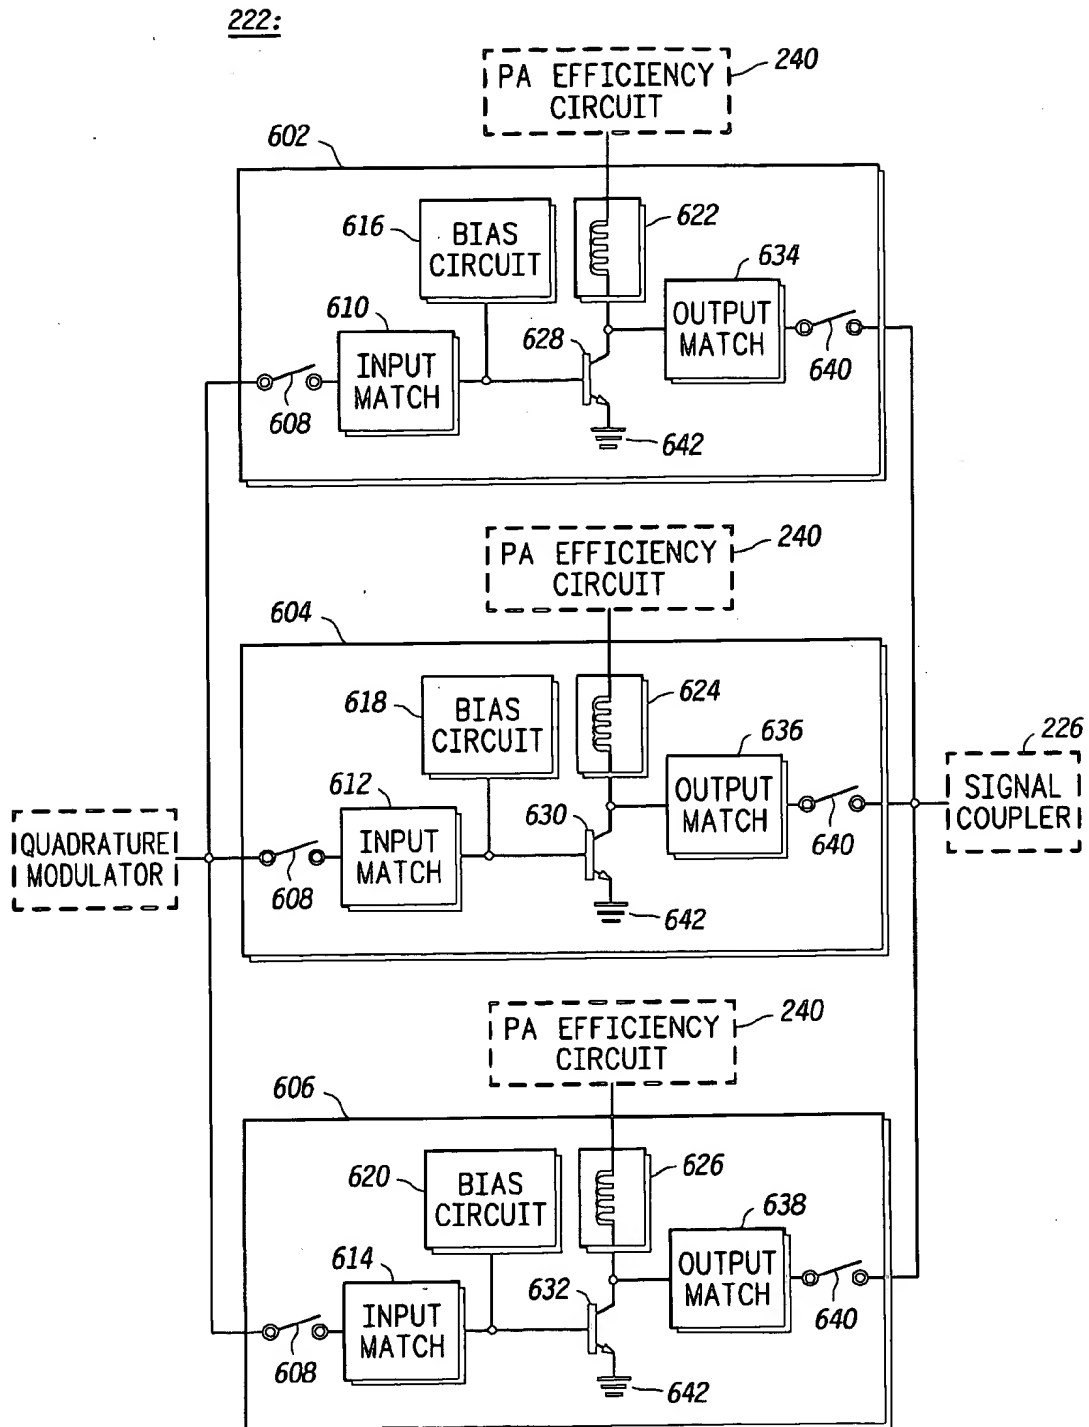 222:
PA EFFICIENCY
CIRCUIT
240
602
616
BIAS
CIRCUIT
622
634
OUTPUT
MATCH
610
INPUT
MATCH
628
608
640
642
PA EFFICIENCY
CIRCUIT
240
604
618
BIAS
CIRCUIT
624
636
OUTPUT
MATCH
226
SIGNAL
COUPLER
612
INPUT
MATCH
630
QUADRATURE
MODULATOR
608
640
642
PA EFFICIENCY
CIRCUIT
240
606
620
BIAS
CIRCUIT
626
638
OUTPUT
MATCH
614
INPUT
MATCH
632
608
640
642